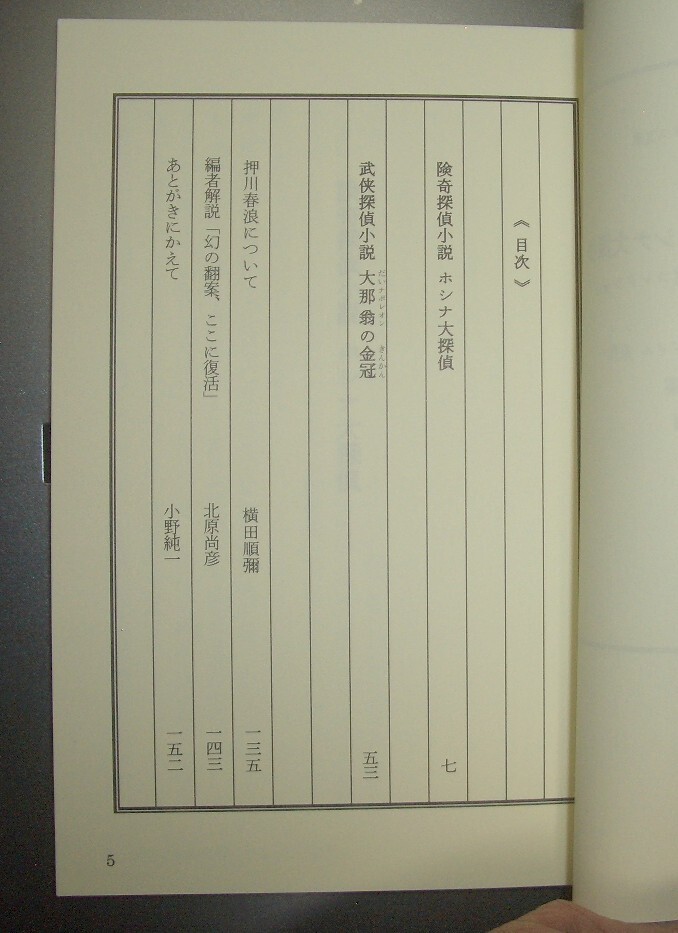 《目次》
険奇探偵小説 ホシナ大探偵 七
武侠探偵小説 大那翁の金冠 五三
だいナポレオン きんかん
押川春浪について 横田順彌 一三五
編者解説「幻の翻案、ここに復活」 北原尚彦 一四三
あとがきにかえて 小野純一 一五二
5